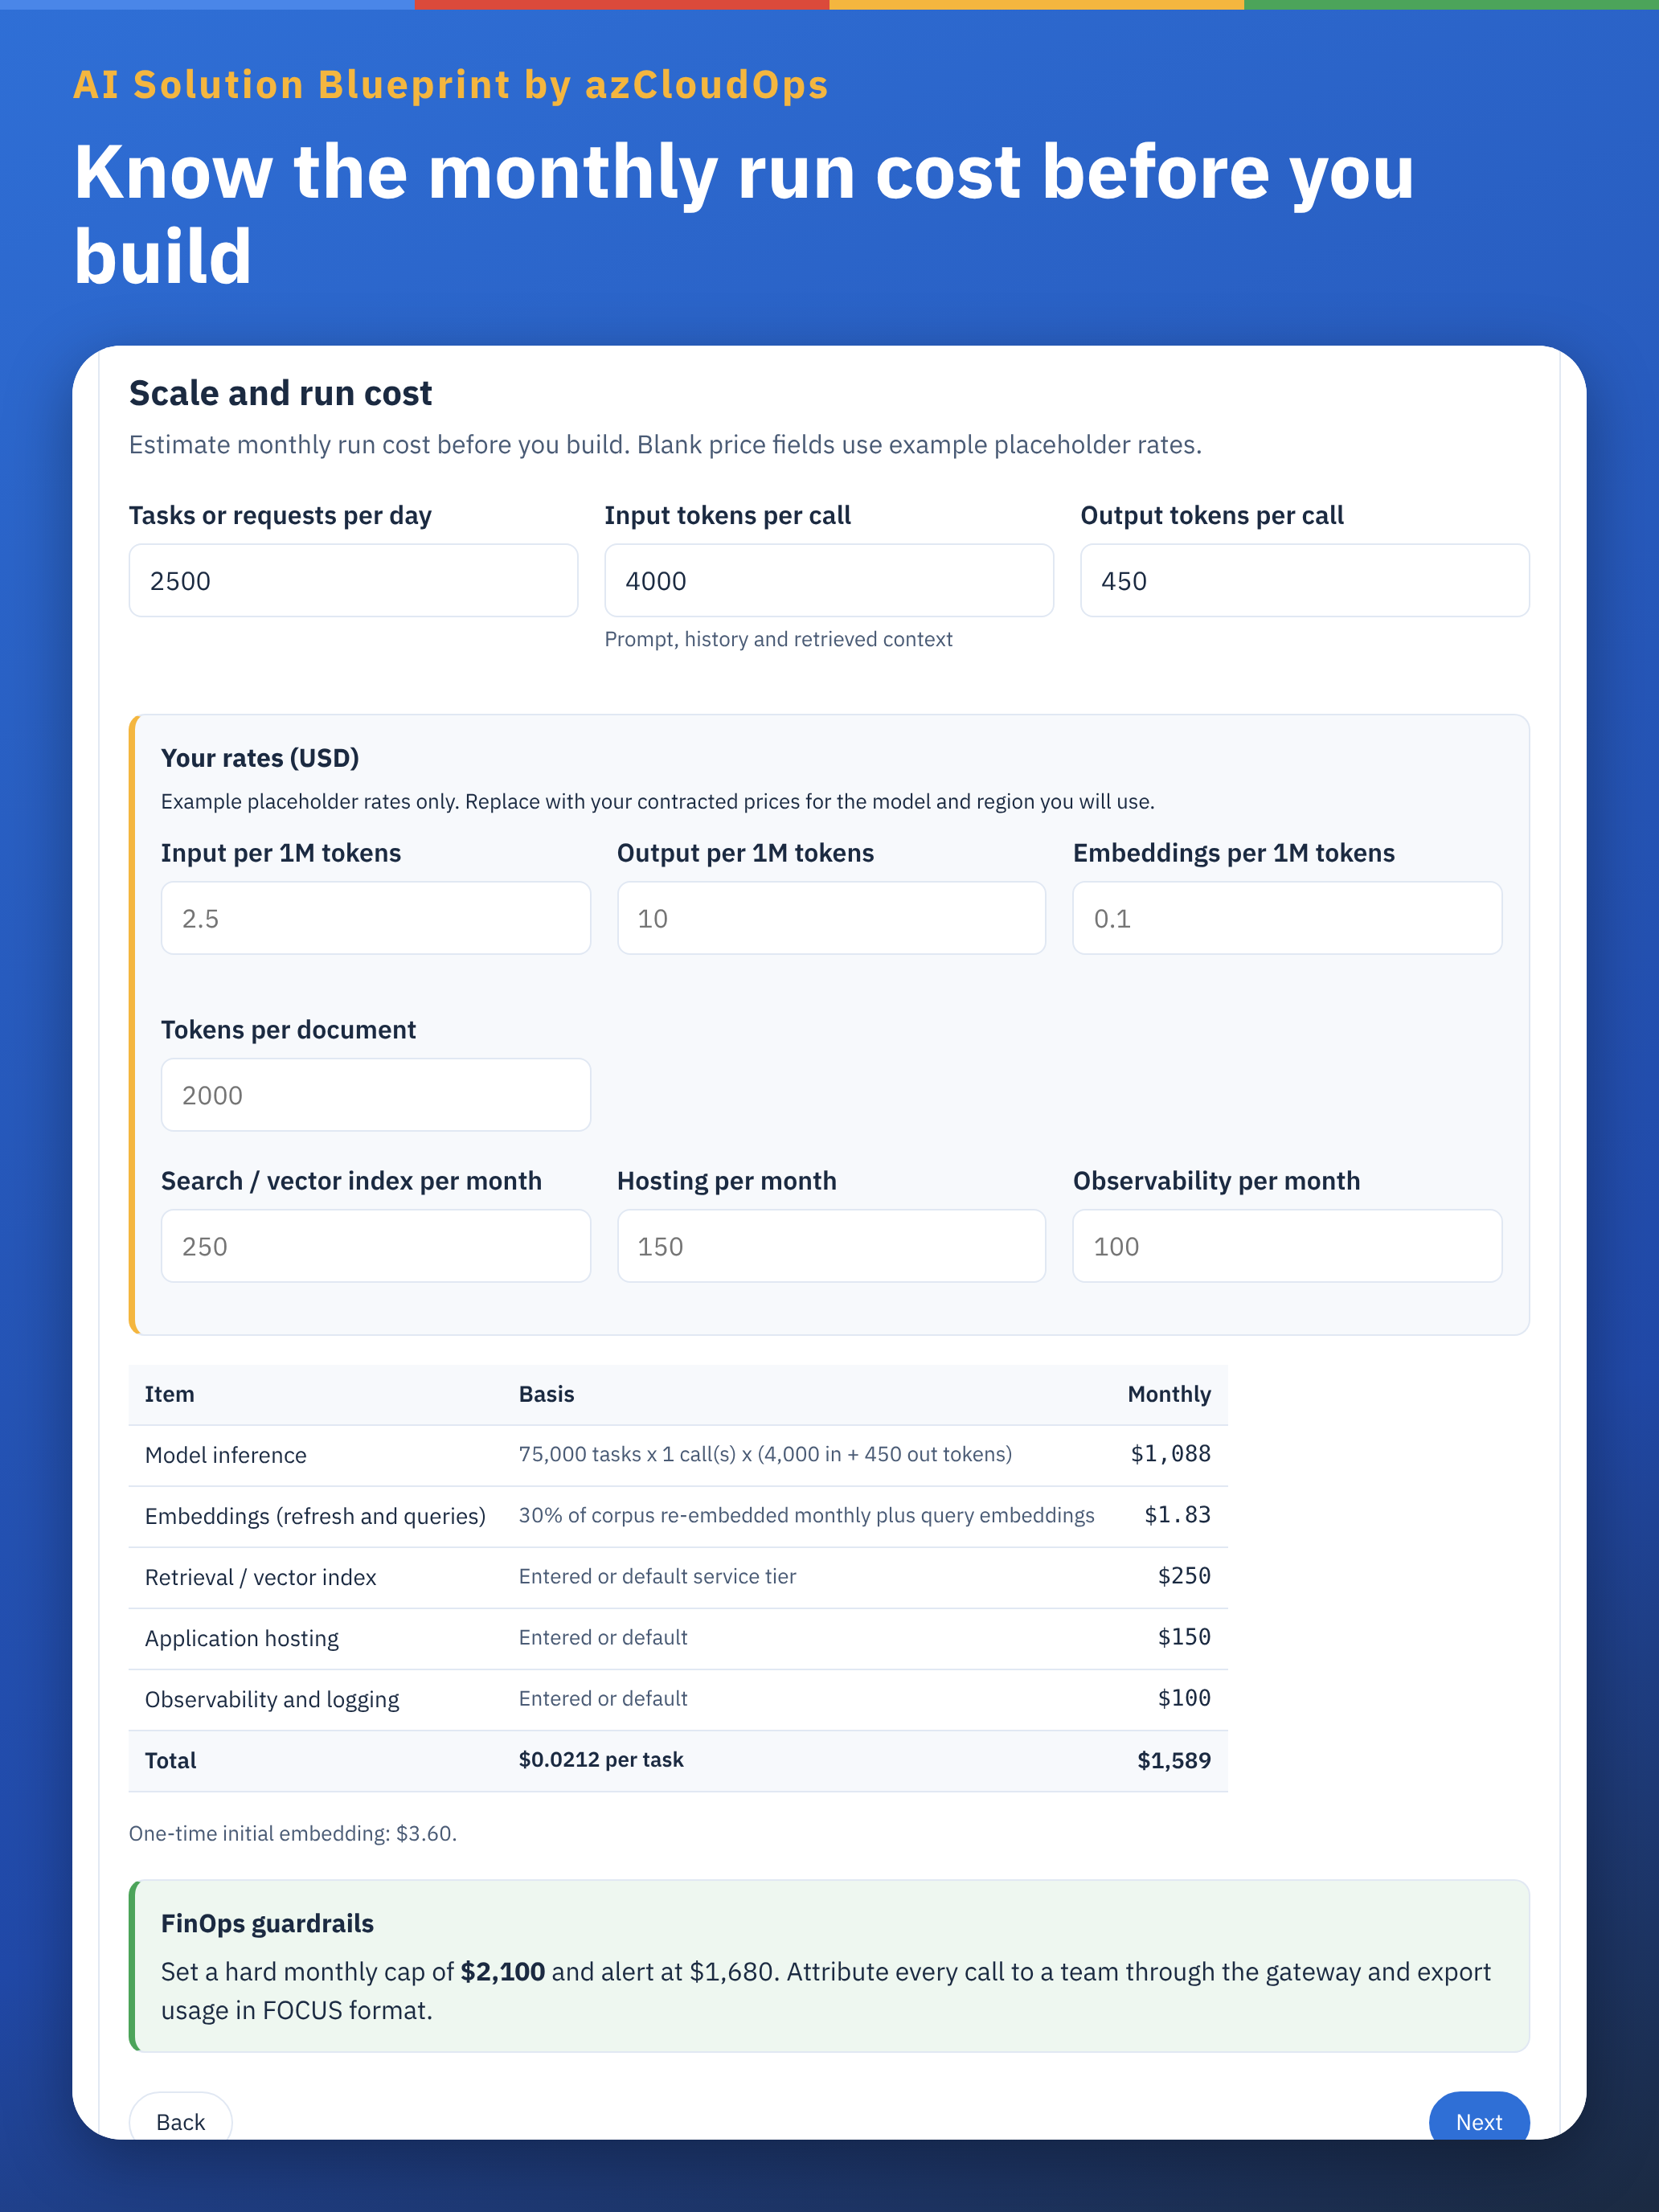 AI Solution Blueprint by azCloudOps
Know the monthly run cost before you
build
Scale and run cost
Estimate monthly run cost before you build. Blank price fields use example placeholder rates.
Tasks or requests per day
Input tokens per call
Output tokens per call
2500
4000
450
Prompt, history and retrieved context
Your rates (USD)
Example placeholder rates only. Replace with your contracted prices for the model and region you will use.
Input per 1M tokens
Output per 1M tokens
Embeddings per 1M tokens
2.5
10
0.1
Tokens per document
2000
Search / vector index per month
Hosting per month
Observability per month
250
150
100
Item Basis Monthly
Model inference 75,000 tasks x 1 call(s) x (4,000 in + 450 out tokens) $1,088
Embeddings (refresh and queries) 30% of corpus re-embedded monthly plus query embeddings $1.83
Retrieval / vector index Entered or default service tier $250
Application hosting Entered or default $150
Observability and logging Entered or default $100
Total $0.0212 per task $1,589
One-time initial embedding: $3.60.
FinOps guardrails
Set a hard monthly cap of $2,100 and alert at $1,680. Attribute every call to a team through the gateway and export
usage in FOCUS format.
Back
Next